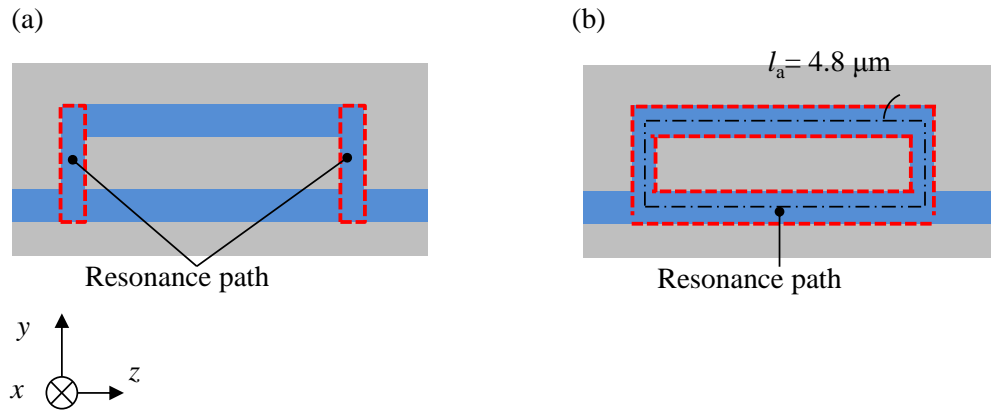 (a)
(b)
lₐ= 4.8 μm
Resonance path
Resonance path
y
x
z